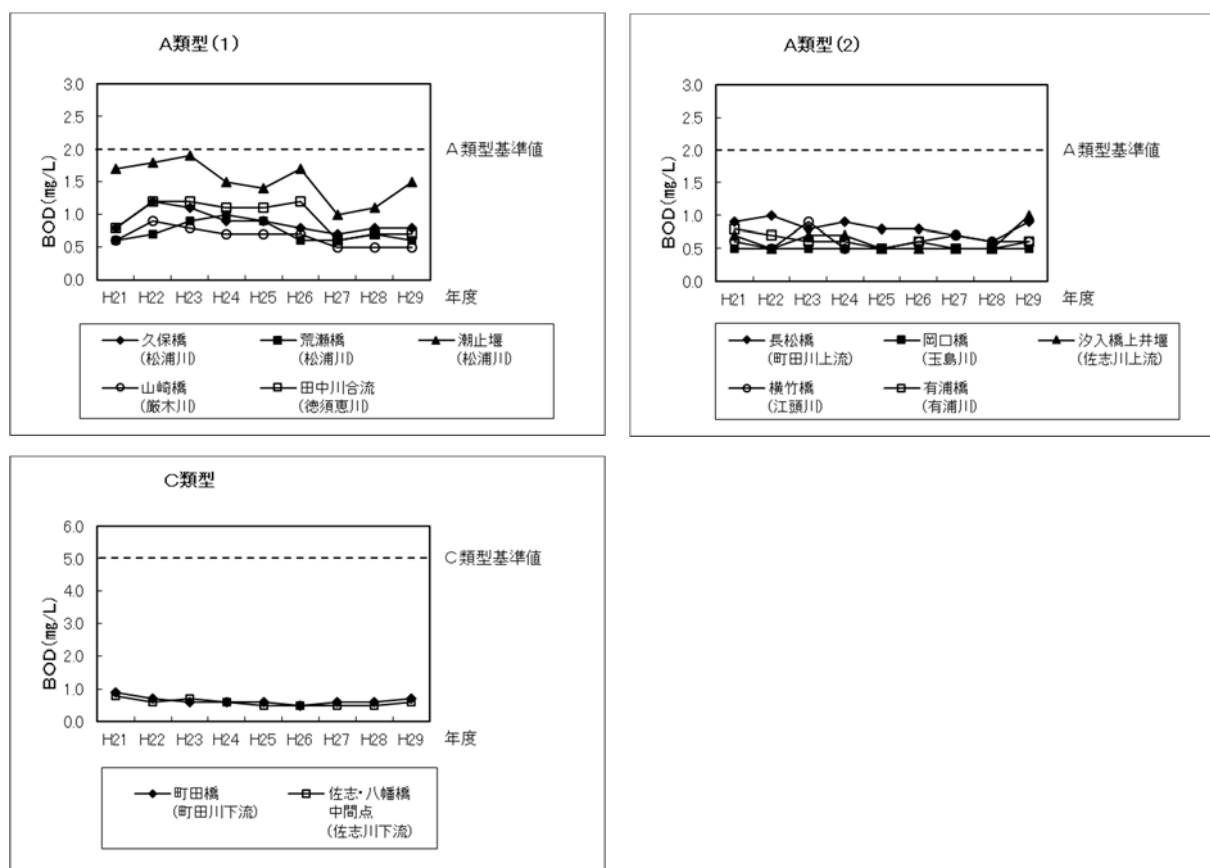 A類型(1)
3.0
2.5
2.0
1.5
1.0
0.5
0.0
BOD(㎎/L)
A類型基準値
H21 H22 H23 H24 H25 H26 H27 H28 H29 年度
久保橋 荒瀬橋 潮止堰
(松浦川) (松浦川) (松浦川)
山崎橋 田中川合流
(厳木川) (徳須恵川)
A類型(2)
3.0
2.5
2.0
1.5
1.0
0.5
0.0
BOD(㎎/L)
A類型基準値
H21 H22 H23 H24 H25 H26 H27 H28 H29 年度
長松橋 岡口橋 汐入橋上井堰
(町田川上流) (玉島川) (佐志川上流)
横竹橋 有浦橋
(江頭川) (有浦川)
C類型
6.0
5.0
4.0
3.0
2.0
1.0
0.0
BOD(㎎/L)
C類型基準値
H21 H22 H23 H24 H25 H26 H27 H28 H29 年度
町田橋 佐志・八幡橋
(町田川下流) 中間点
(佐志川下流)